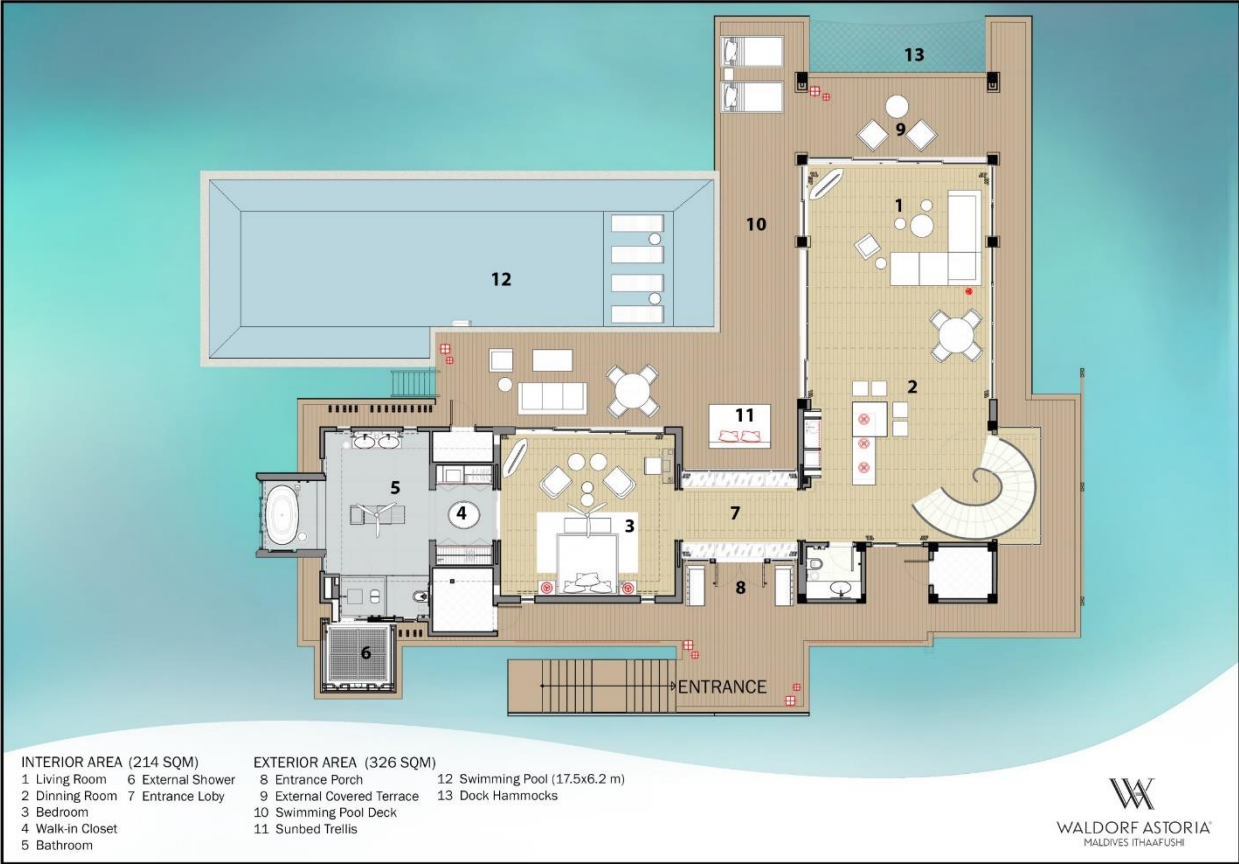 13
9
1
10
12
2
11
5
4
3
7
8
6
ENTRANCE
INTERIOR AREA (214 SQM)
1 Living Room 6 External Shower
2 Dinning Room 7 Entrance Loby
3 Bedroom
4 Walk-in Closet
5 Bathroom
EXTERIOR AREA (326 SQM)
8 Entrance Porch 12 Swimming Pool (17.5x6.2 m)
9 External Covered Terrace 13 Dock Hammocks
10 Swimming Pool Deck
11 Sunbed Trellis
WALDORF ASTORIA
MALDIVES ITHAAFUSHI